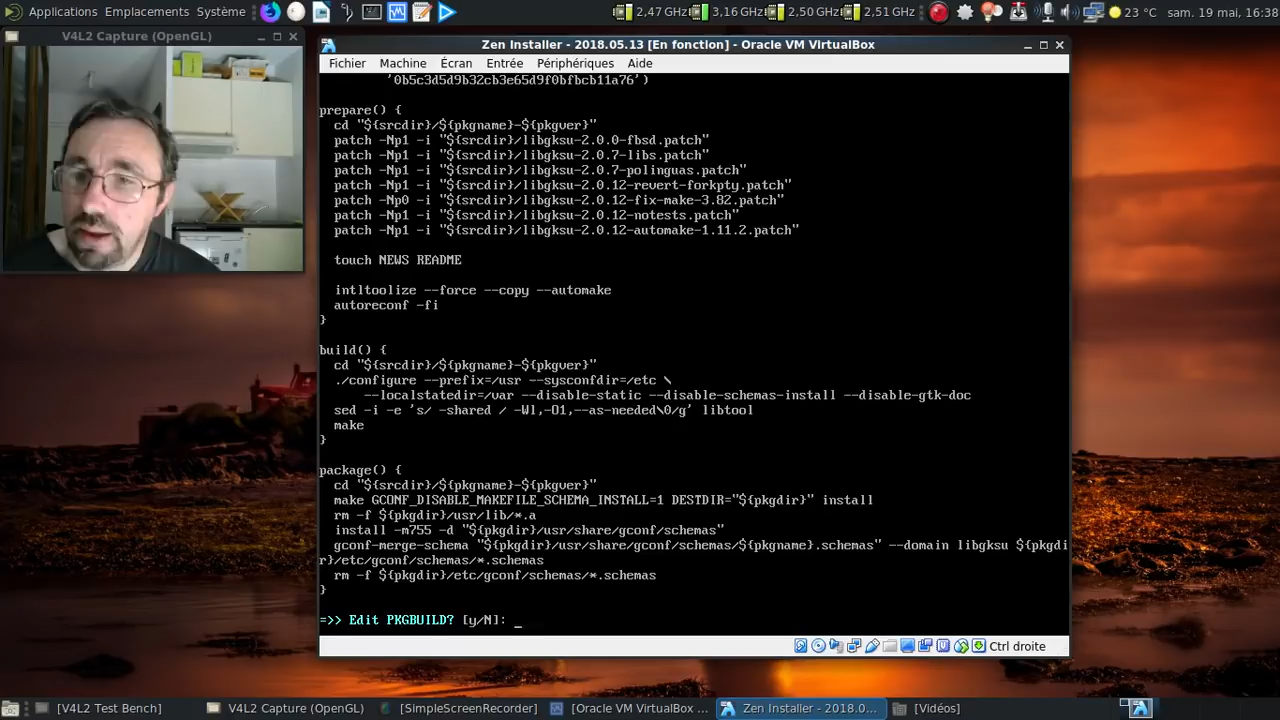 Applications Emplacements Système
2,47 GHz 3,16 GHz 2,50 GHz 2,51 GHz 23 °C sam. 19 mai, 16:38
V4L2 Capture (OpenGL)
Zen Installer - 2018.05.13 [En fonction] - Oracle VM VirtualBox
Fichier Machine Écran Entrée Périphériques Aide
'0b5c3d5d9b32cb3e65d9f0bfbcb11a76')
prepare() {
cd "${srcdir}/${pkgname}-${pkgver}"
patch -Np1 -i "${srcdir}/libgksu-2.0.0-fbsd.patch"
patch -Np1 -i "${srcdir}/libgksu-2.0.7-libs.patch"
patch -Np1 -i "${srcdir}/libgksu-2.0.7-polinguas.patch"
patch -Np1 -i "${srcdir}/libgksu-2.0.12-revert-forkpty.patch"
patch -Np0 -i "${srcdir}/libgksu-2.0.12-fix-make-3.82.patch"
patch -Np1 -i "${srcdir}/libgksu-2.0.12-notests.patch"
patch -Np1 -i "${srcdir}/libgksu-2.0.12-automake-1.11.2.patch"
touch NEWS README
intltoolize --force --copy --automake
autoreconf -fi
}
build() {
cd "${srcdir}/${pkgname}-${pkgver}"
./configure --prefix=/usr --sysconfdir=/etc \
--localstatedir=/var --disable-static --disable-schemas-install --disable-gtk-doc
sed -i -e 's/ -shared / -Wl,-O1,--as-needed\0/g' libtool
make
}
package() {
cd "${srcdir}/${pkgname}-${pkgver}"
make GCONF_DISABLE_MAKEFILE_SCHEMA_INSTALL=1 DESTDIR="${pkgdir}" install
rm -f ${pkgdir}/usr/lib/*.a
install -m755 -d "${pkgdir}/usr/share/gconf/schemas"
gconf-merge-schema "${pkgdir}/usr/share/gconf/schemas/${pkgname}.schemas" --domain libgksu ${pkgdi
r}/etc/gconf/schemas/*.schemas
rm -f ${pkgdir}/etc/gconf/schemas/*.schemas
}
=>> Edit PKGBUILD? [y/N]: _
Ctrl droite
[V4L2 Test Bench] V4L2 Capture (OpenGL) [SimpleScreenRecorder] [Oracle VM VirtualBox ... Zen Installer - 2018.0... [Vidéos]